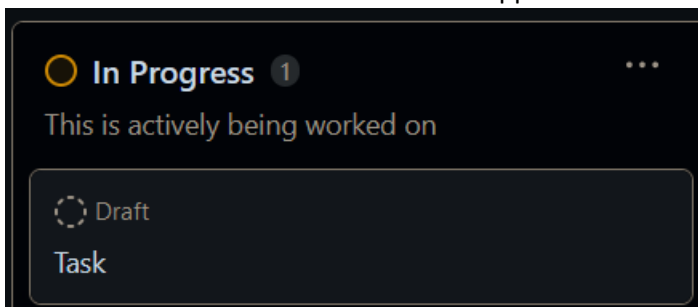 In Progress 1
This is actively being worked on
Draft
Task